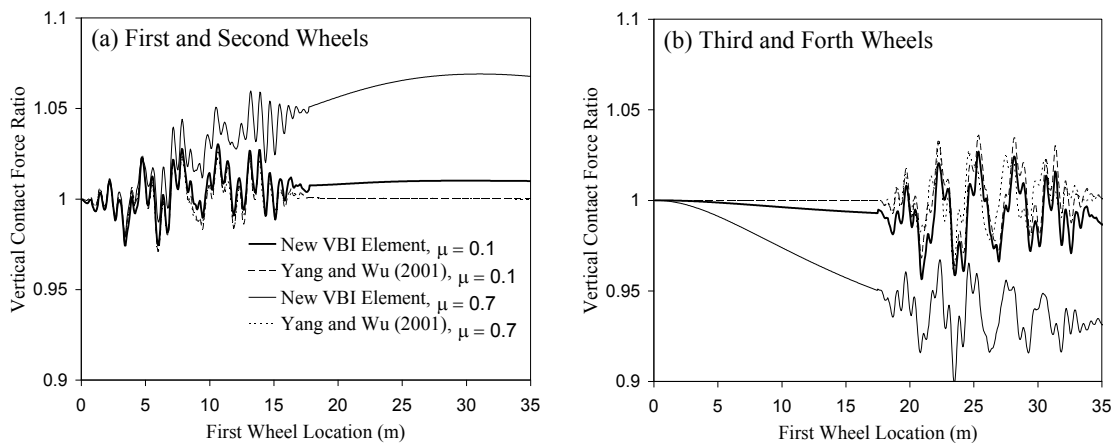 (a) First and Second Wheels
Vertical Contact Force Ratio
1.1
1.05
1
0.95
0.9
New VBI Element, μ = 0.1
Yang and Wu (2001), μ = 0.1
New VBI Element, μ = 0.7
Yang and Wu (2001), μ = 0.7
0 5 10 15 20 25 30 35
First Wheel Location (m)
(b) Third and Forth Wheels
Vertical Contact Force Ratio
1.1
1.05
1
0.95
0.9
0 5 10 15 20 25 30 35
First Wheel Location (m)